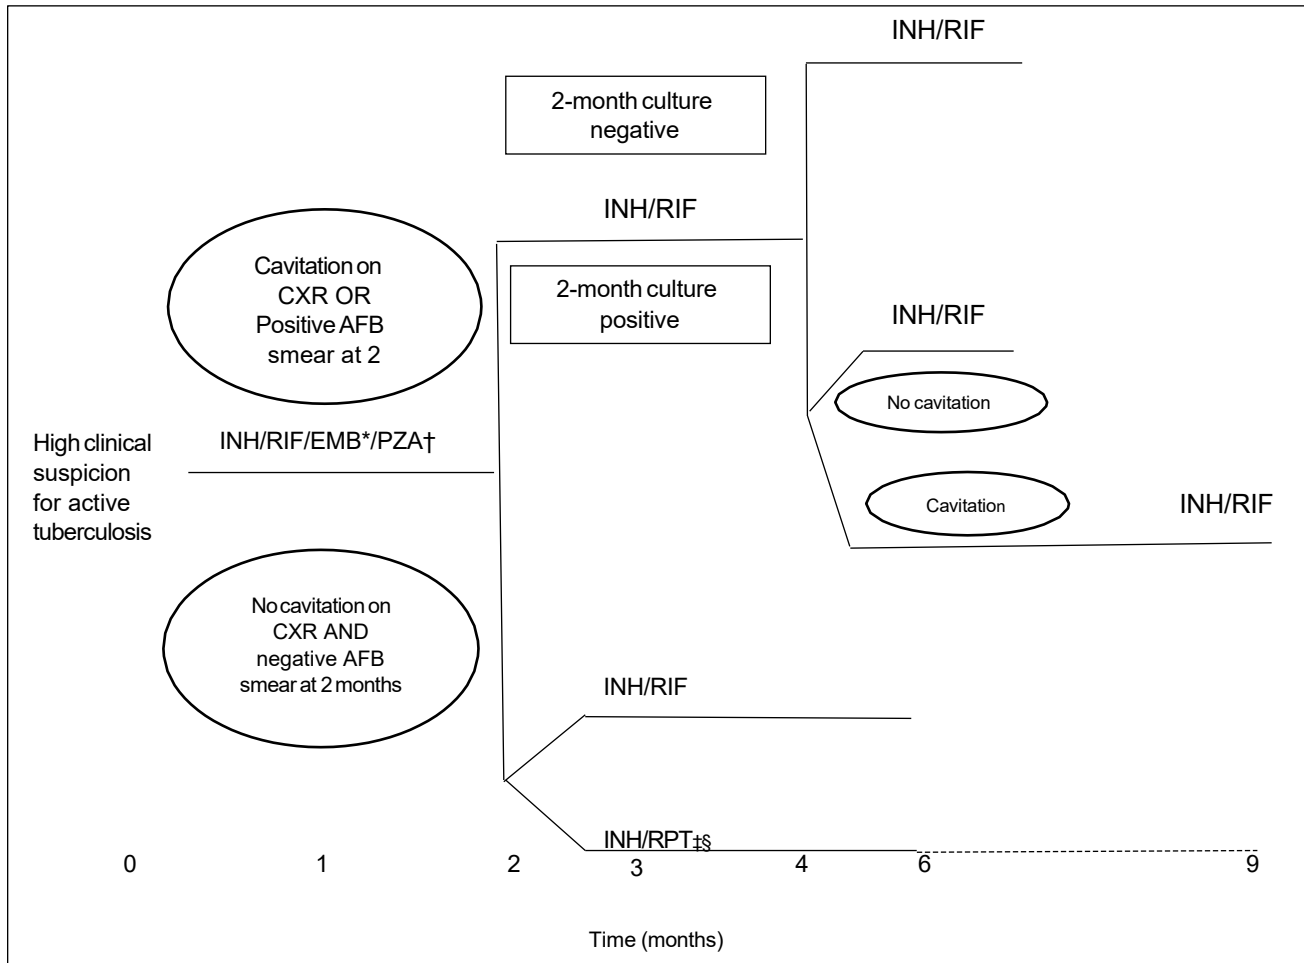 INH/RIF
2-month culture
negative
INH/RIF
Cavitation on
CXR OR
Positive AFB
smear at 2
2-month culture
positive
INH/RIF
No cavitation
High clinical
suspicion
for active
tuberculosis
INH/RIF/EMB*/PZA†
Cavitation
INH/RIF
No cavitation on
CXR AND
negative AFB
smear at 2 months
INH/RIF
INH/RPT‡§
0 1 2 3 4 6 9
Time (months)